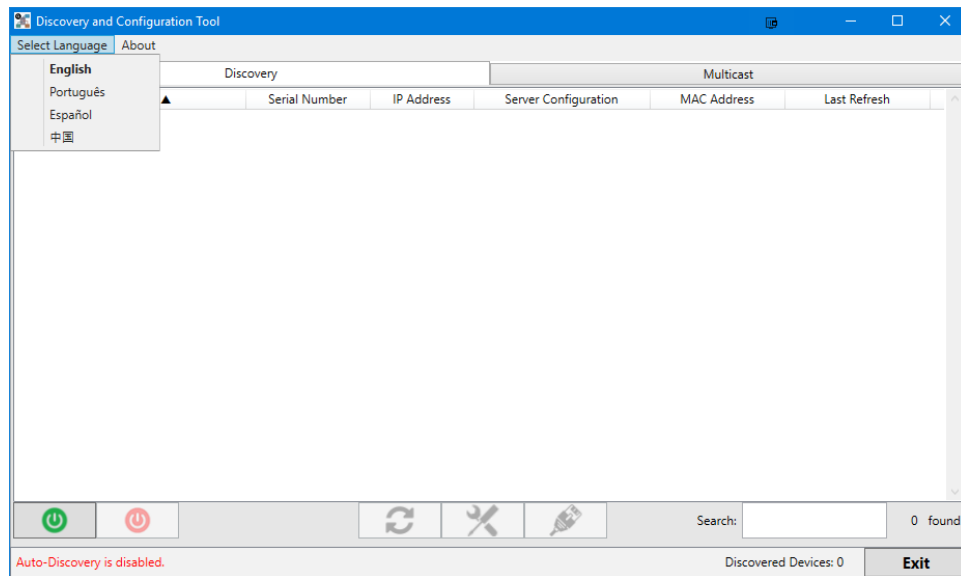 Discovery and Configuration Tool
Select Language About
English
Português
Español
中国
Discovery Multicast
Serial Number IP Address Server Configuration MAC Address Last Refresh
Search: 0 found
Auto-Discovery is disabled. Discovered Devices: 0 Exit